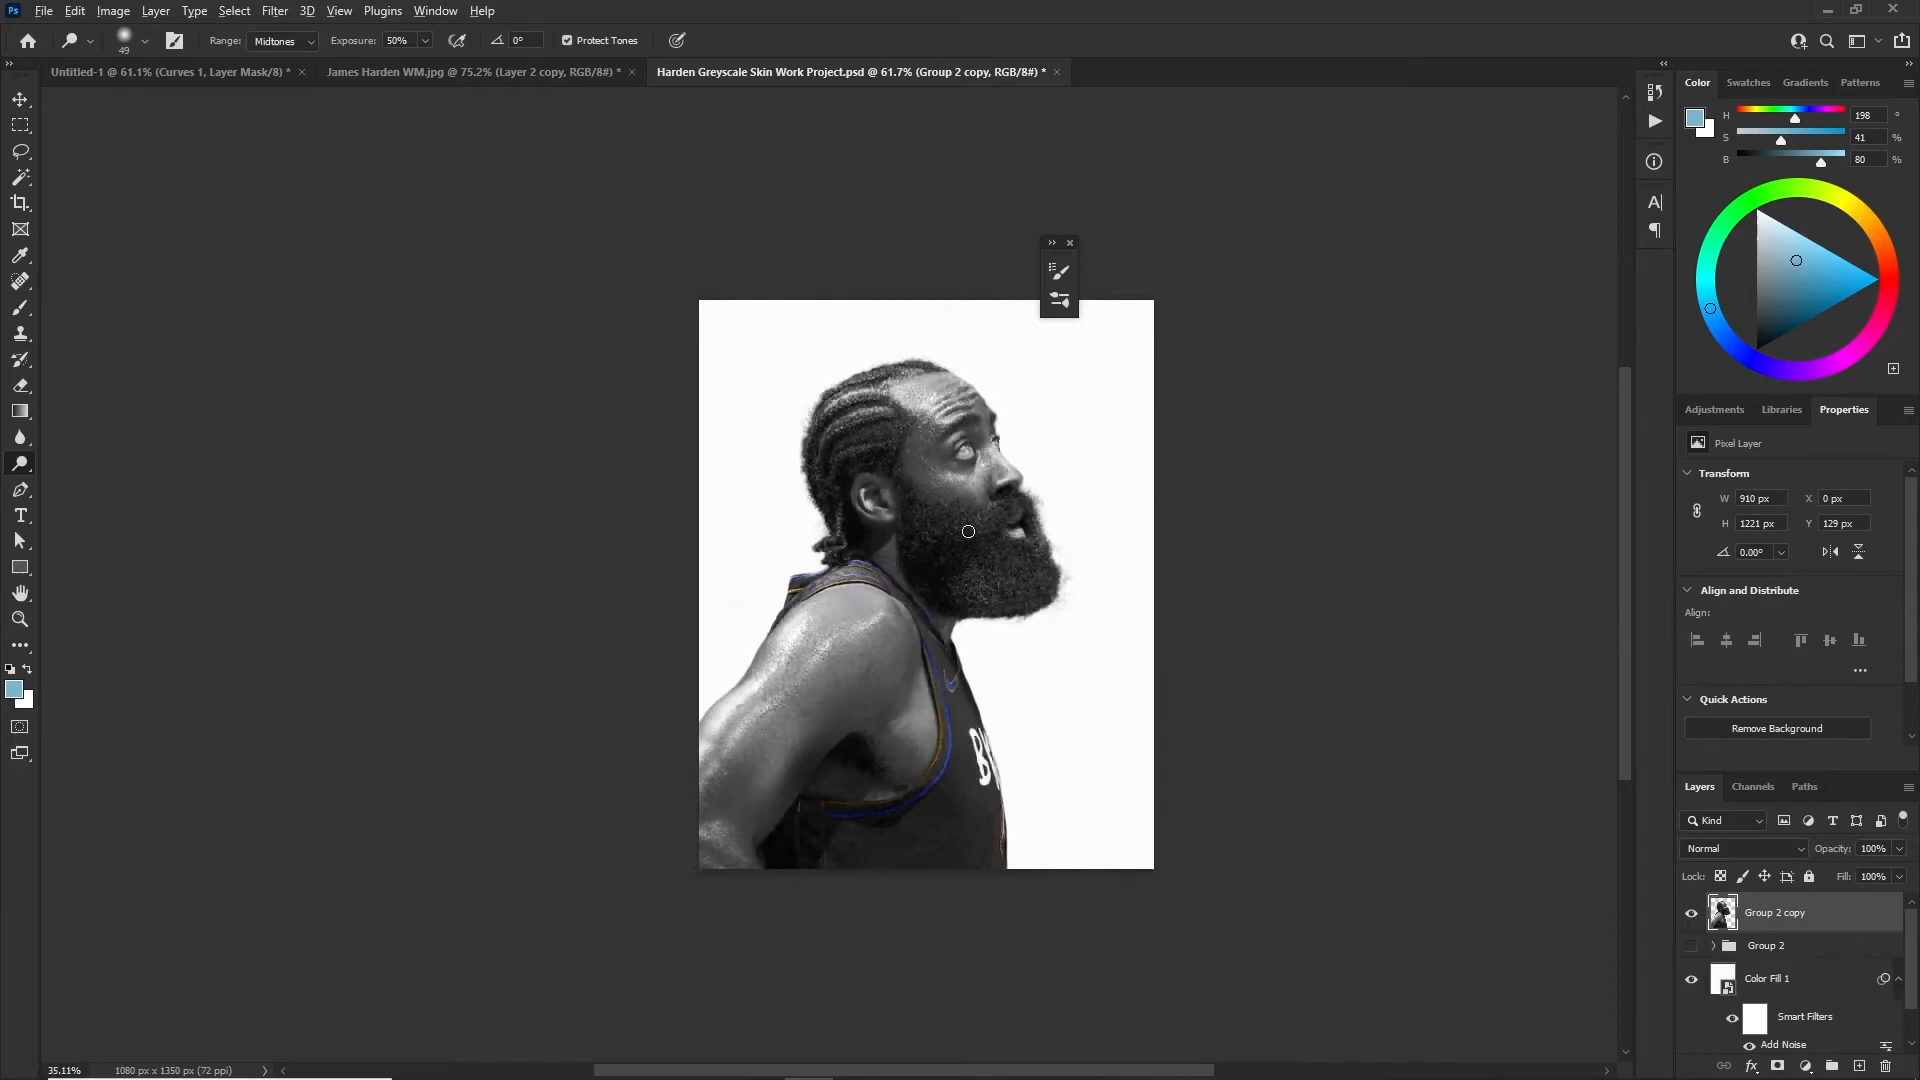 Ps File Edit Image Layer Type Select Filter 3D View Plugins Window Help
49 Range: Midtones Exposure: 50% 0° Protect Tones
Untitled-1 @ 61.1% (Curves 1, Layer Mask/8) *
James Harden WM.jpg @ 75.2% (Layer 2 copy, RGB/8#) *
Harden Greyscale Skin Work Project.psd @ 61.7% (Group 2 copy, RGB/8#) *
Color Swatches Gradients Patterns
H 198 °
S 41 %
B 80 %
Adjustments Libraries Properties
Pixel Layer
Transform
W 910 px X 0 px
H 1221 px Y 129 px
0.00°
Align and Distribute
Align:
Quick Actions
Remove Background
Layers Channels Paths
Kind
Normal Opacity: 100%
Lock: Fill: 100%
Group 2 copy
Group 2
Color Fill 1
Smart Filters
Add Noise
35.11% 1080 px x 1350 px (72 ppi)